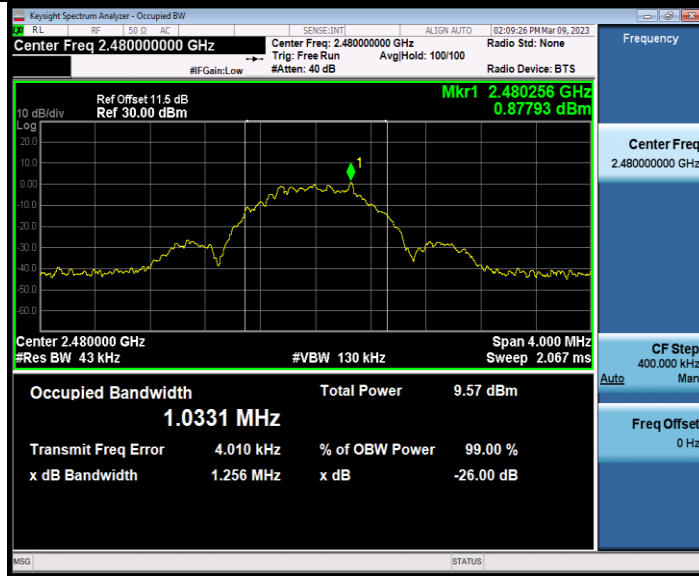 Keysight Spectrum Analyzer - Occupied BW
LXI RL RF 50 Ω AC SENSE:INT ALIGN AUTO 02:09:26 PM Mar 09, 2023
Center Freq 2.480000000 GHz
Center Freq: 2.480000000 GHz
Radio Std: None
Trig: Free Run
Avg|Hold: 100/100
#IFGain:Low
#Atten: 40 dB
Radio Device: BTS
Ref Offset 11.5 dB
10 dB/div Ref 30.00 dBm
Mkr1 2.480256 GHz
0.87793 dBm
Log
20.0
10.0
0.00
-10.0
-20.0
-30.0
-40.0
-50.0
-60.0
1
Center 2.480000 GHz
Span 4.000 MHz
#Res BW 43 kHz
#VBW 130 kHz
Sweep 2.067 ms
Occupied Bandwidth
1.0331 MHz
Total Power 9.57 dBm
Transmit Freq Error 4.010 kHz
% of OBW Power 99.00 %
x dB Bandwidth 1.256 MHz
x dB -26.00 dB
MSG
STATUS
Frequency
Center Freq
2.480000000 GHz
CF Step
400.000 kHz
Auto Man
Freq Offset
0 Hz